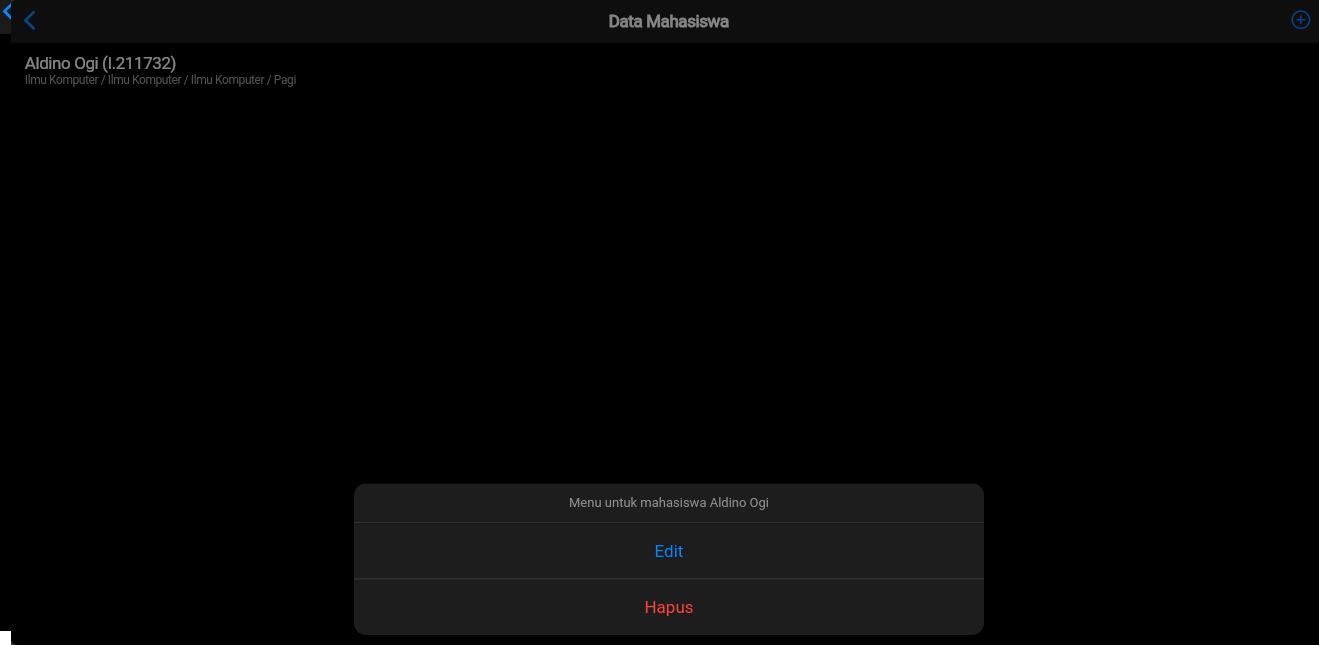 Data Mahasiswa
Aldino Ogi (I.211732)
Ilmu Komputer / Ilmu Komputer / Ilmu Komputer / Pagi
Menu untuk mahasiswa Aldino Ogi
Edit
Hapus